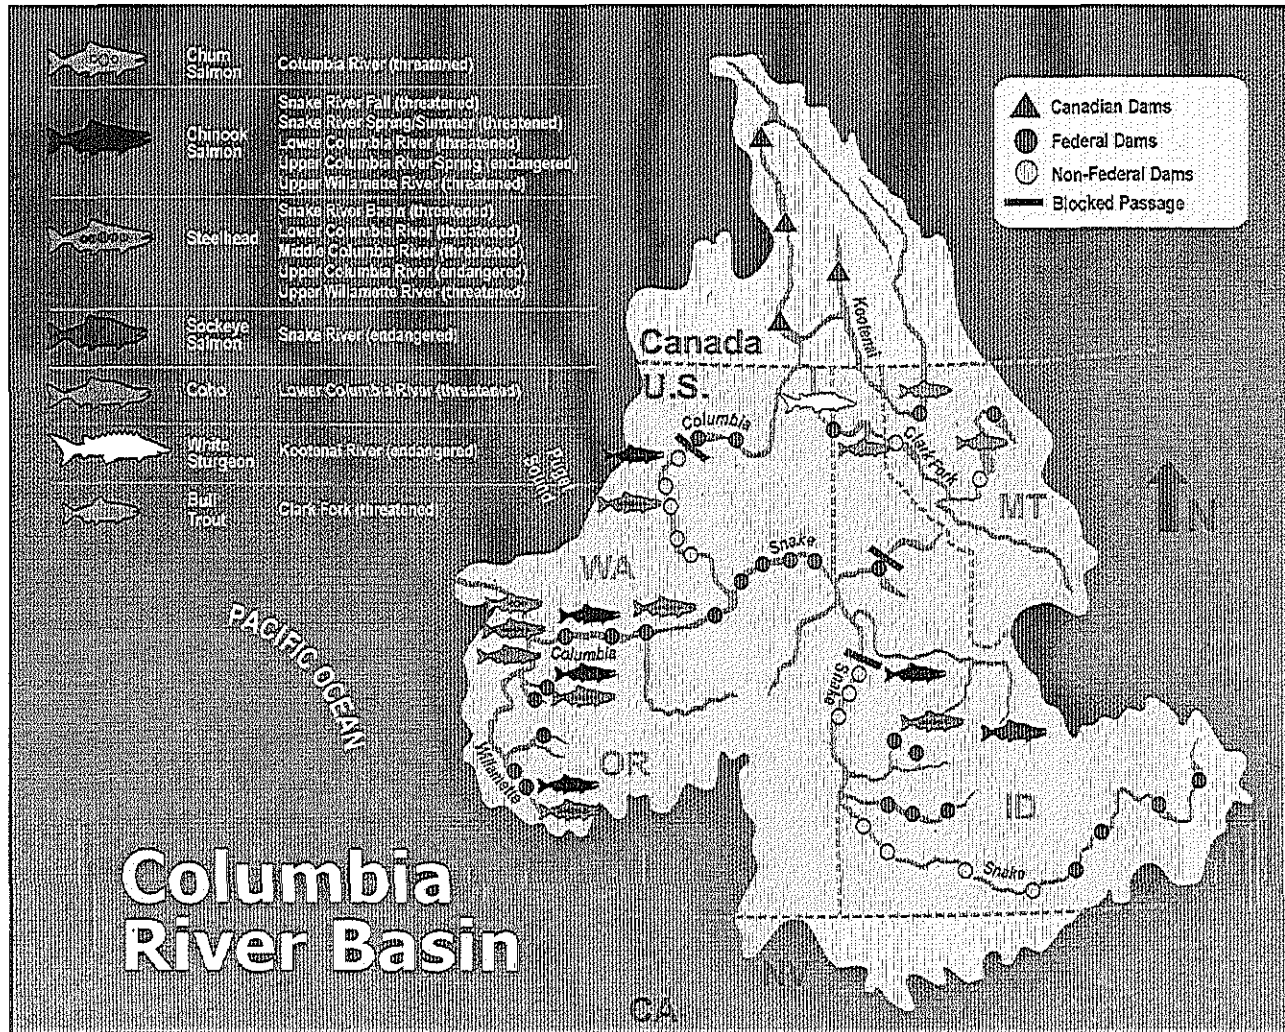 Chum
Salmon
Columbia River (threatened)
Chinook
Salmon
Snake River Fall (threatened)
Snake River Spring/Summer (threatened)
Lower Columbia River (threatened)
Upper Columbia River Spring (endangered)
Upper Willamette River (threatened)
Steelhead
Snake River Basin (threatened)
Lower Columbia River (threatened)
Middle Columbia River (threatened)
Upper Columbia River (endangered)
Upper Willamette River (threatened)
Sockeye
Salmon
Snake River (endangered)
Coho
Lower Columbia River (threatened)
White
Sturgeon
Kootenai River (endangered)
Bull
Trout
Clark Fork (threatened)
Canadian Dams
Federal Dams
Non-Federal Dams
Blocked Passage
Canada
U.S.
Kootenai
Columbia
Clark Fork
Puget
Sound
MT
N
WA
Snake
PACIFIC OCEAN
Columbia
Snake
Willamette
OR
ID
Snake
Columbia
River Basin
NV
CA